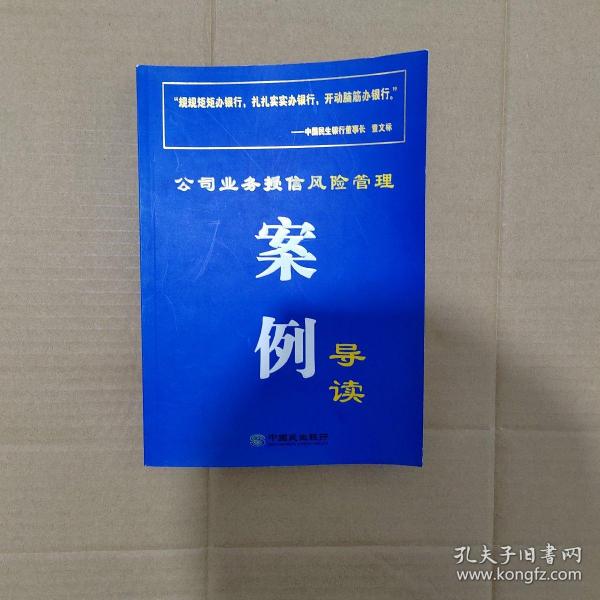 “规规矩矩办银行，扎扎实实办银行，开动脑筋办银行。”
——中国民生银行董事长 董文标
公司业务授信风险管理
案
例
导
读
中国民生银行
孔夫子旧书网
www.kongfz.com